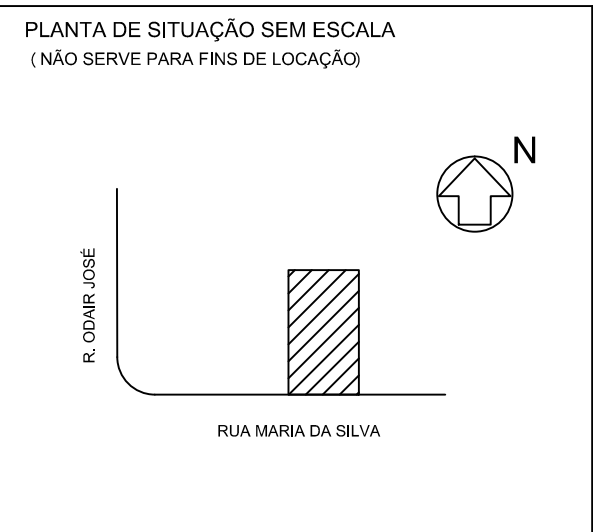 PLANTA DE SITUAÇÃO SEM ESCALA
( NÃO SERVE PARA FINS DE LOCAÇÃO)
N
R. ODAIR JOSÉ
RUA MARIA DA SILVA